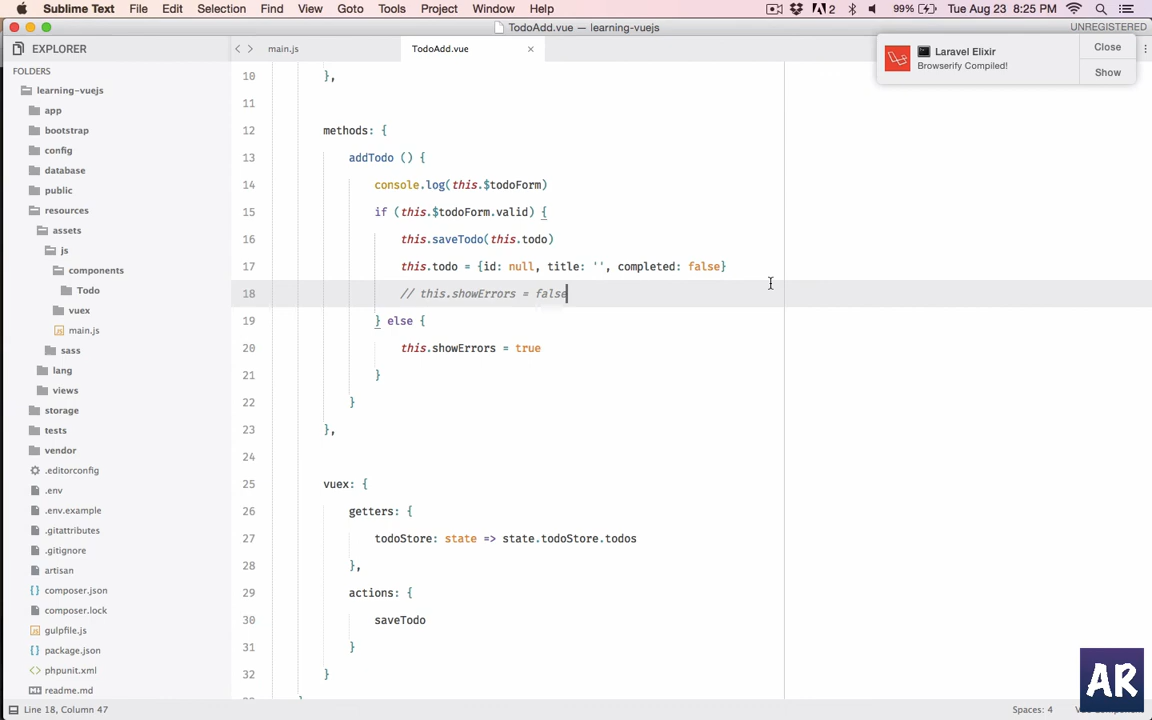 Sublime Text File Edit Selection Find View Goto Tools Project Window Help 2 99% Tue Aug 23 8:25 PM
TodoAdd.vue — learning-vuejs UNREGISTERED
EXPLORER
main.js
TodoAdd.vue ×
Laravel Elixir
Browserify Compiled!
Close
Show
FOLDERS
learning-vuejs
app
bootstrap
config
database
public
resources
assets
js
components
Todo
vuex
main.js
sass
lang
views
storage
tests
vendor
.editorconfig
.env
.env.example
.gitattributes
.gitignore
artisan
composer.json
composer.lock
gulpfile.js
package.json
phpunit.xml
readme.md
10 },
11
12 methods: {
13 addTodo () {
14 console.log(this.$todoForm)
15 if (this.$todoForm.valid) {
16 this.saveTodo(this.todo)
17 this.todo = {id: null, title: '', completed: false}
18 // this.showErrors = false
19 } else {
20 this.showErrors = true
21 }
22 }
23 },
24
25 vuex: {
26 getters: {
27 todoStore: state => state.todoStore.todos
28 },
29 actions: {
30 saveTodo
31 }
32 }
Line 18, Column 47
Spaces: 4
AR